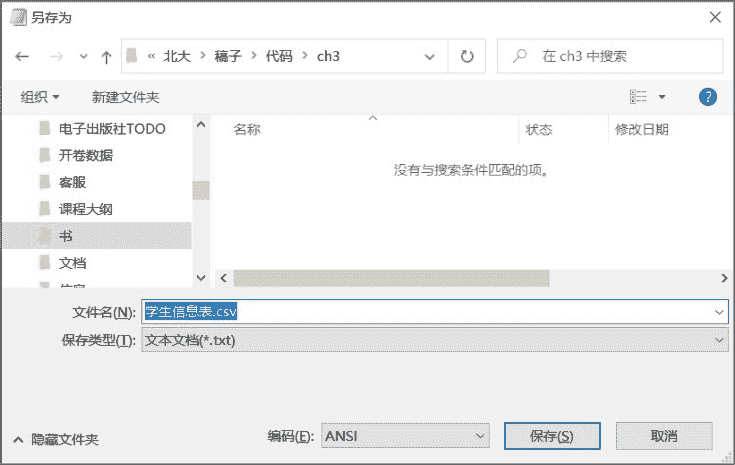 另存为
« 北大 > 稿子 > 代码 > ch3
在 ch3 中搜索
组织 新建文件夹
电子出版社TODO
开卷数据
客服
课程大纲
书
文档
名称 状态 修改日期
没有与搜索条件匹配的项。
文件名(N): 学生信息表.csv
保存类型(T): 文本文档(*.txt)
隐藏文件夹 编码(E): ANSI 保存(S) 取消